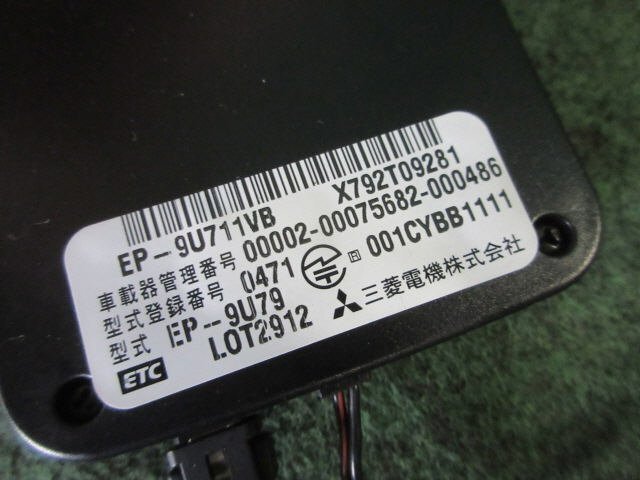 EP-9U711VB X792T09281
車載器管理番号 00002-00075682-000486
型式登録番号 0471 001CYBB1111
型式 EP-9U79
LOT2912 三菱電機株式会社
ETC